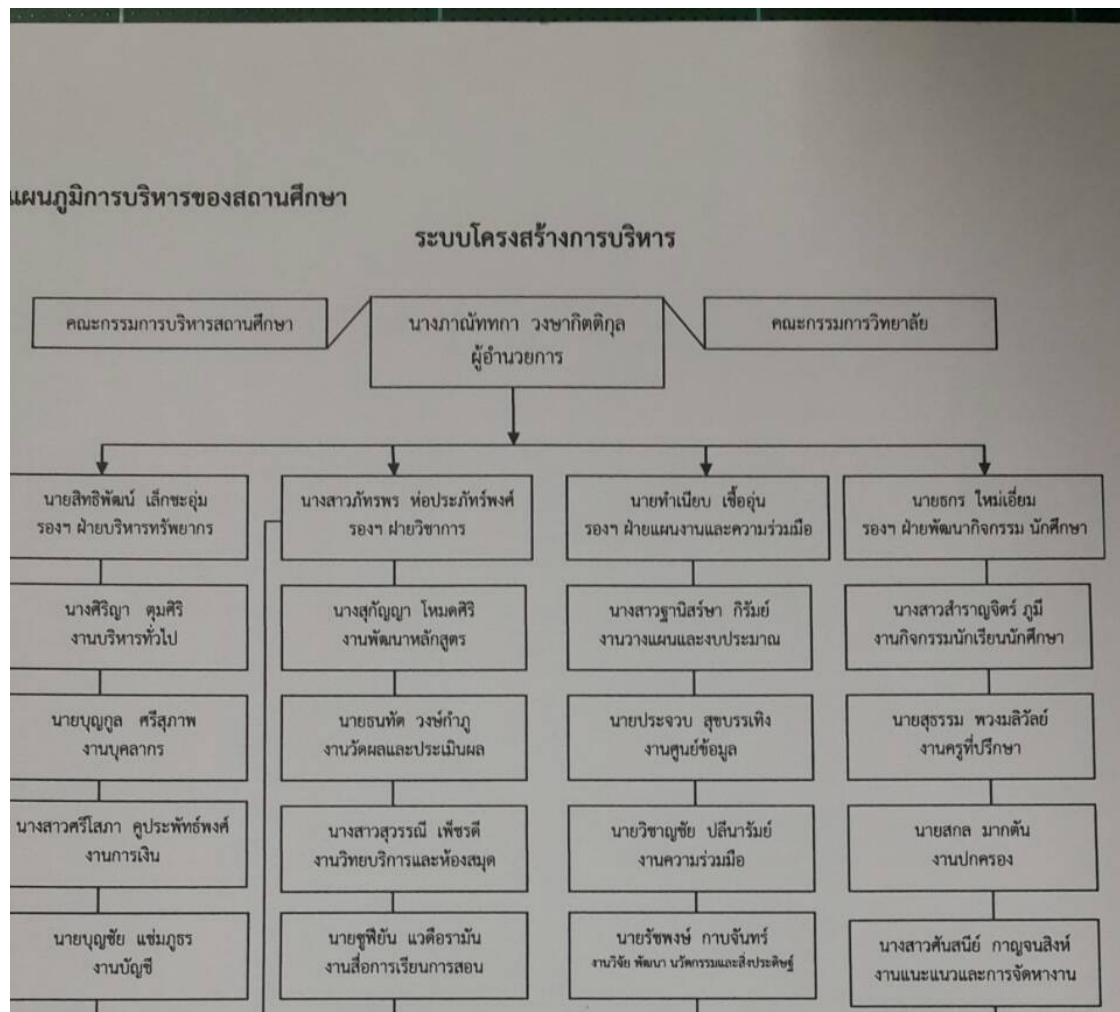 แผนภูมิการบริหารของสถานศึกษา
ระบบโครงสร้างการบริหาร
คณะกรรมการบริหารสถานศึกษา
นางภาณัททกา วงษากิตติกุล
ผู้อำนวยการ
คณะกรรมการวิทยาลัย
นายสิทธิพัฒน์ เล็กชะอุ่ม
รองฯ ฝ่ายบริหารทรัพยากร
นางสาวภัทรพร ห่อประภัทร์พงศ์
รองฯ ฝายวิชาการ
นายทำเนียบ เชื้ออุ่น
รองฯ ฝ่ายแผนงานและความร่วมมือ
นายธกร ใหม่เอี่ยม
รองฯ ฝ่ายพัฒนากิจกรรม นักศึกษา
นางศิริญา ตุมศิริ
งานบริหารทั่วไป
นางสุกัญญา โหมดศิริ
งานพัฒนาหลักสูตร
นางสาวฐานิสร์ษา กิรัมย์
งานวางแผนและงบประมาณ
นางสาวสำราญจิตร์ ภูมี
งานกิจกรรมนักเรียนนักศึกษา
นายบุญกูล ศรีสุภาพ
งานบุคลากร
นายธนทัต วงษ์กำภู
งานวัดผลและประเมินผล
นายประจวบ สุขบรรเทิง
งานศูนย์ข้อมูล
นายสุธรรม พวงมลิวัลย์
งานครูที่ปรึกษา
นางสาวศรีโสภา คูประพัทธ์พงศ์
งานการเงิน
นางสาวสุวรรณี เพ็ชรดี
งานวิทยบริการและห้องสมุด
นายวิชาญชัย ปลีนารัมย์
งานความร่วมมือ
นายสกล มากตัน
งานปกครอง
นายบุญชัย แช่มภูธร
งานบัญชี
นายซูฟียัน แวดือรามัน
งานสื่อการเรียนการสอน
นายรัชพงษ์ กาบจันทร์
งานวิจัย พัฒนา นวัตกรรมและสิ่งประดิษฐ์
นางสาวศันสนีย์ กาญจนสิงห์
งานแนะแนวและการจัดหางาน